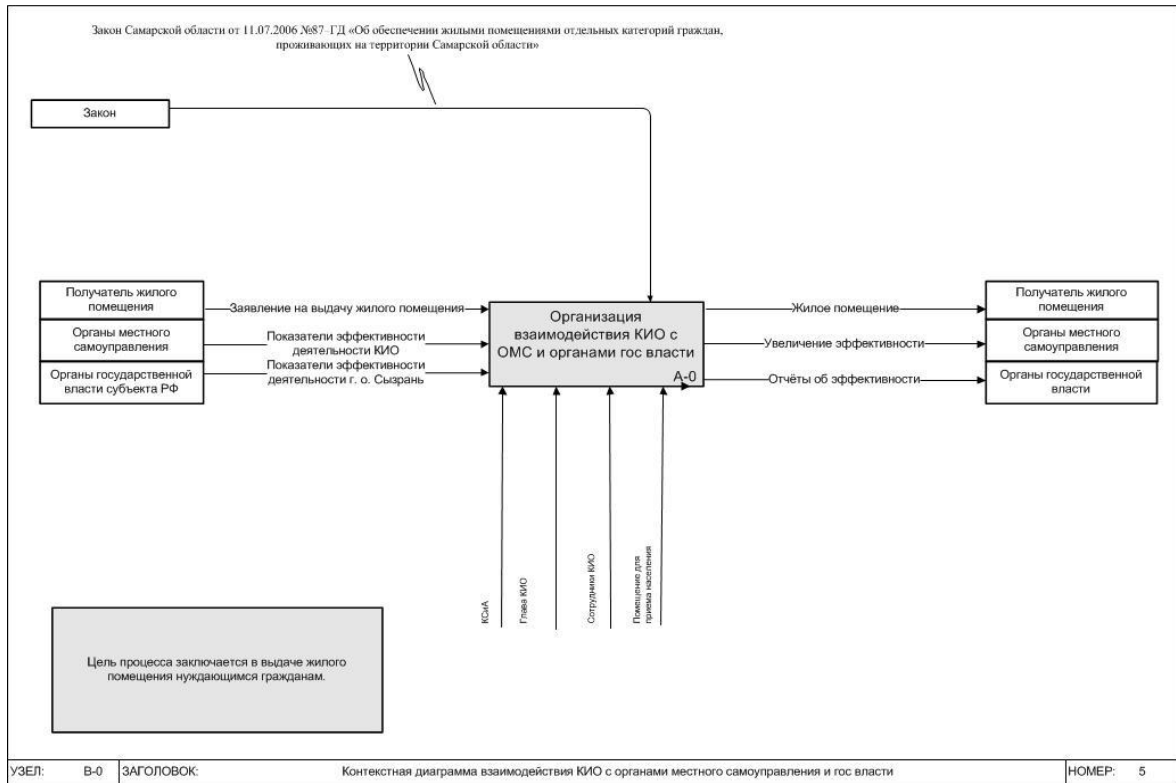 Закон Самарской области от 11.07.2006 №87-ГД «Об обеспечении жилыми помещениями отдельных категорий граждан,
проживающих на территории Самарской области»
Закон
Получатель жилого
помещения
Органы местного
самоуправления
Органы государственной
власти субъекта РФ
Заявление на выдачу жилого помещения
Показатели эффективности
деятельности КИО
Показатели эффективности
деятельности г. о. Сызрань
Организация
взаимодействия КИО с
ОМС и органами гос власти
А-0
Жилое помещение
Увеличение эффективности
Отчёты об эффективности
Получатель жилого
помещения
Органы местного
самоуправления
Органы государственной
власти
КСиА
Глава КИО
Сотрудники КИО
Помещение для
приема населения
Цель процесса заключается в выдаче жилого
помещения нуждающимся гражданам.
УЗЕЛ: В-0 ЗАГОЛОВОК: Контекстная диаграмма взаимодействия КИО с органами местного самоуправления и гос власти НОМЕР: 5